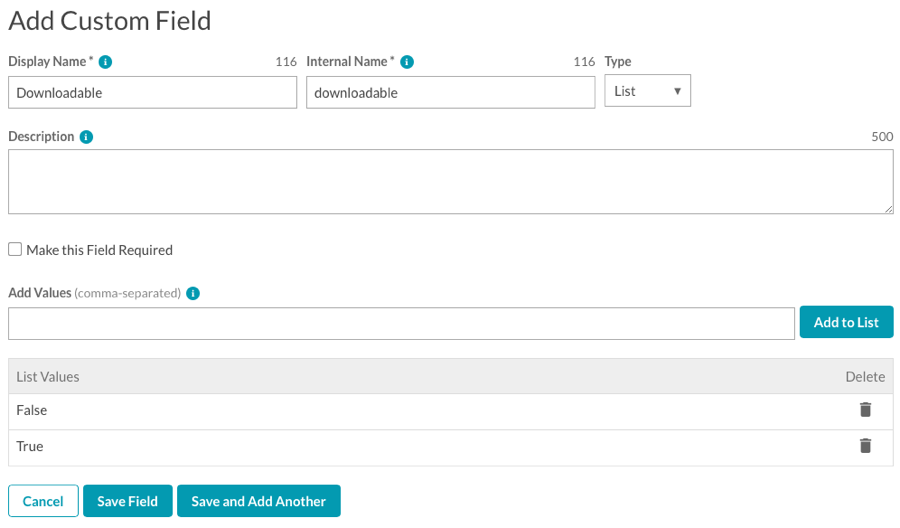 Add Custom Field
Display Name * i 116 Internal Name * i 116 Type
Downloadable downloadable List ▼
Description i 500
Make this Field Required
Add Values (comma-separated) i
Add to List
List Values Delete
False
True
Cancel Save Field Save and Add Another